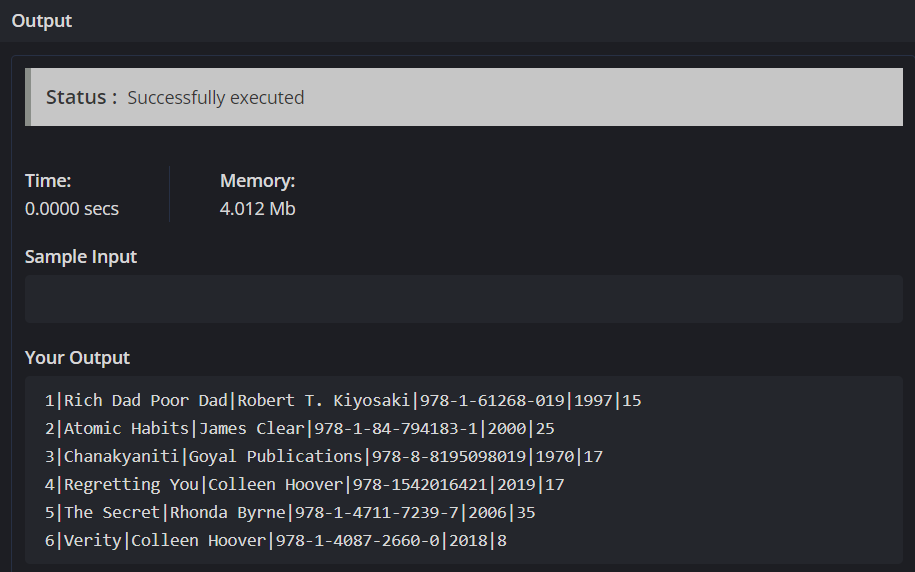 Output
Status : Successfully executed
Time: Memory:
0.0000 secs 4.012 Mb
Sample Input
Your Output
1|Rich Dad Poor Dad|Robert T. Kiyosaki|978-1-61268-019|1997|15
2|Atomic Habits|James Clear|978-1-84-794183-1|2000|25
3|Chanakyaniti|Goyal Publications|978-8-8195098019|1970|17
4|Regretting You|Colleen Hoover|978-1542016421|2019|17
5|The Secret|Rhonda Byrne|978-1-4711-7239-7|2006|35
6|Verity|Colleen Hoover|978-1-4087-2660-0|2018|8